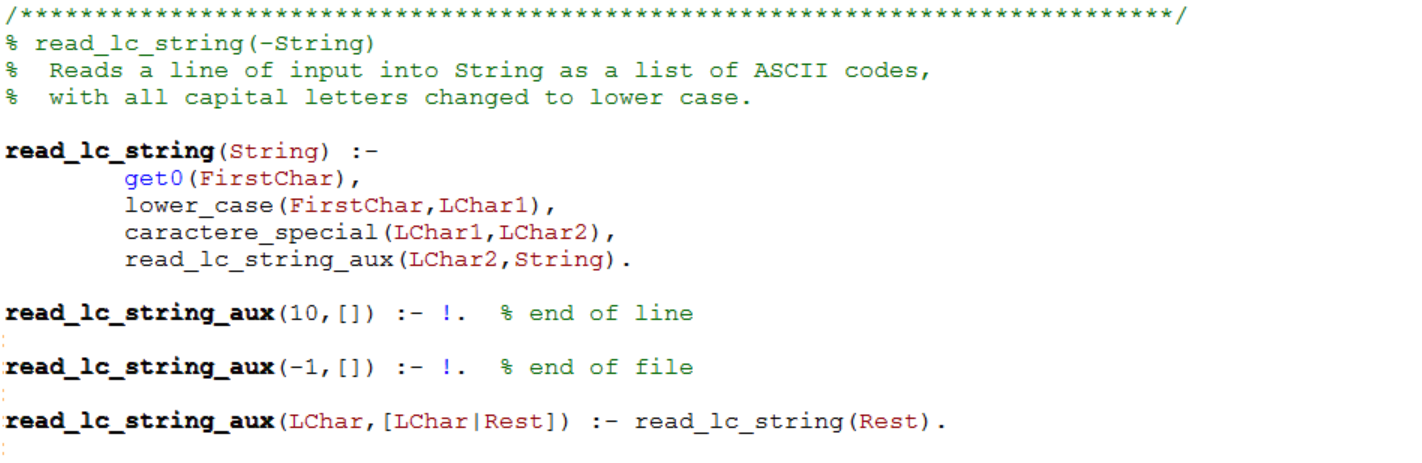 /*****************************************************************************/
% read_lc_string(-String)
%  Reads a line of input into String as a list of ASCII codes,
%  with all capital letters changed to lower case.
read_lc_string(String) :-
        get0(FirstChar),
        lower_case(FirstChar,LChar1),
        caractere_special(LChar1,LChar2),
        read_lc_string_aux(LChar2,String).
read_lc_string_aux(10,[]) :- !.  % end of line
read_lc_string_aux(-1,[]) :- !.  % end of file
read_lc_string_aux(LChar,[LChar|Rest]) :- read_lc_string(Rest).